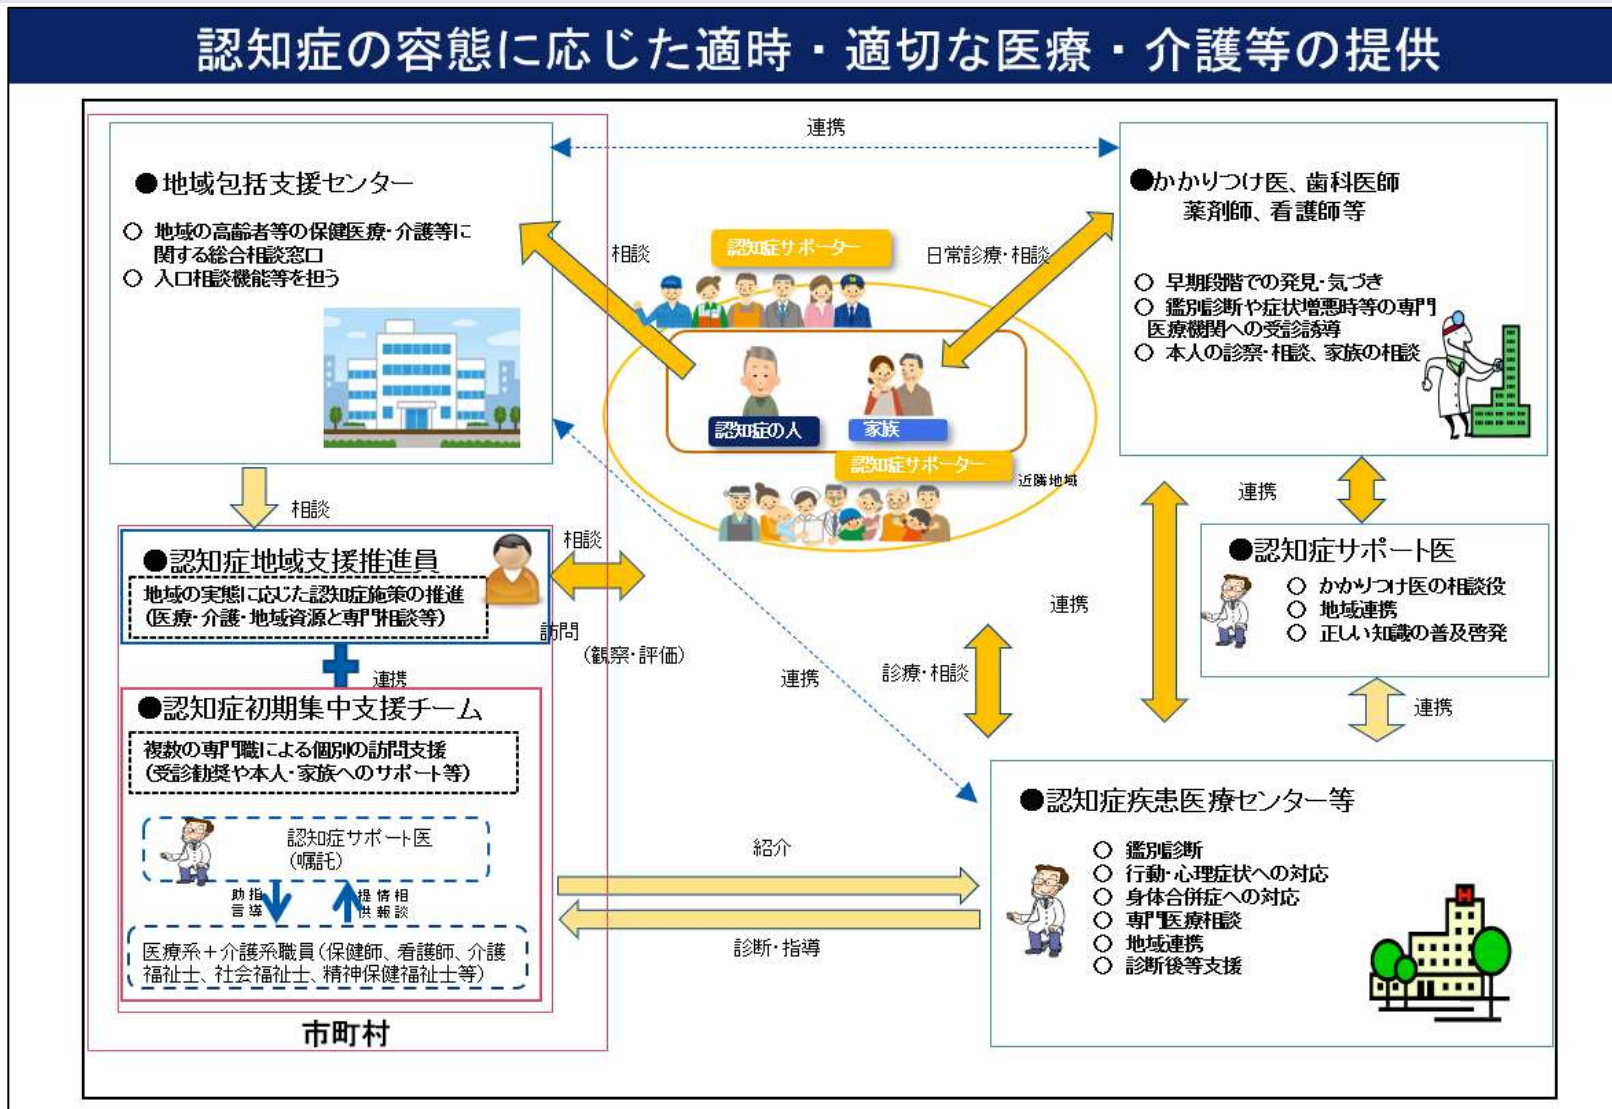 認知症の容態に応じた適時・適切な医療・介護等の提供
連携
●地域包括支援センター
○ 地域の高齢者等の保健医療・介護等に
関する総合相談窓口
○ 入口相談機能等を担う
相談
認知症サポーター
日常診療・相談
認知症の人
家族
認知症サポーター
近隣地域
●かかりつけ医、歯科医師
薬剤師、看護師等
○ 早期段階での発見・気づき
○ 鑑別診断や症状増悪時等の専門
医療機関への受診誘導
○ 本人の診察・相談、家族の相談
相談
●認知症地域支援推進員
地域の実態に応じた認知症施策の推進
(医療・介護・地域資源と専門相談等)
相談
訪問
(観察・評価)
連携
●認知症初期集中支援チーム
複数の専門職による個別の訪問支援
(受診勧奨や本人・家族へのサポート等)
認知症サポート医
(嘱託)
指導
助言
相談
情報
提供
医療系+介護系職員(保健師、看護師、介護
福祉士、社会福祉士、精神保健福祉士等)
市町村
連携
診療・相談
連携
連携
●認知症サポート医
○ かかりつけ医の相談役
○ 地域連携
○ 正しい知識の普及啓発
連携
紹介
診断・指導
●認知症疾患医療センター等
○ 鑑別診断
○ 行動・心理症状への対応
○ 身体合併症への対応
○ 専門医療相談
○ 地域連携
○ 診断後等支援
H